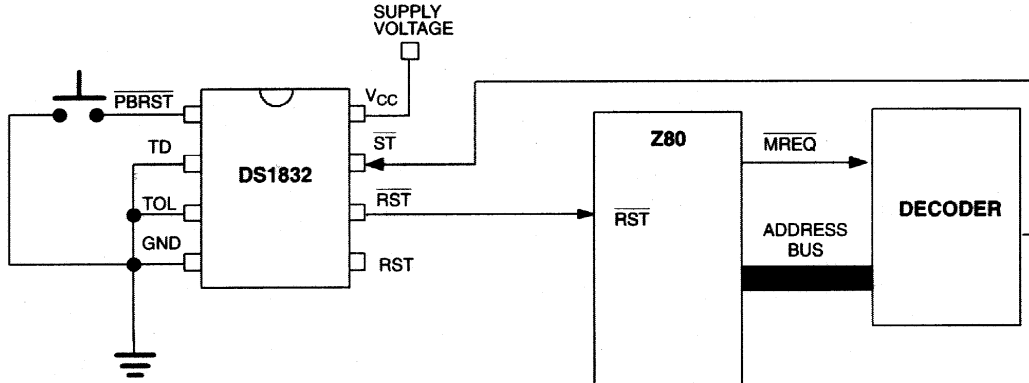 SUPPLY
VOLTAGE
PBRST
VCC
TD
ST
DS1832
TOL
RST
GND
RST
Z80
MREQ
RST
ADDRESS
BUS
DECODER